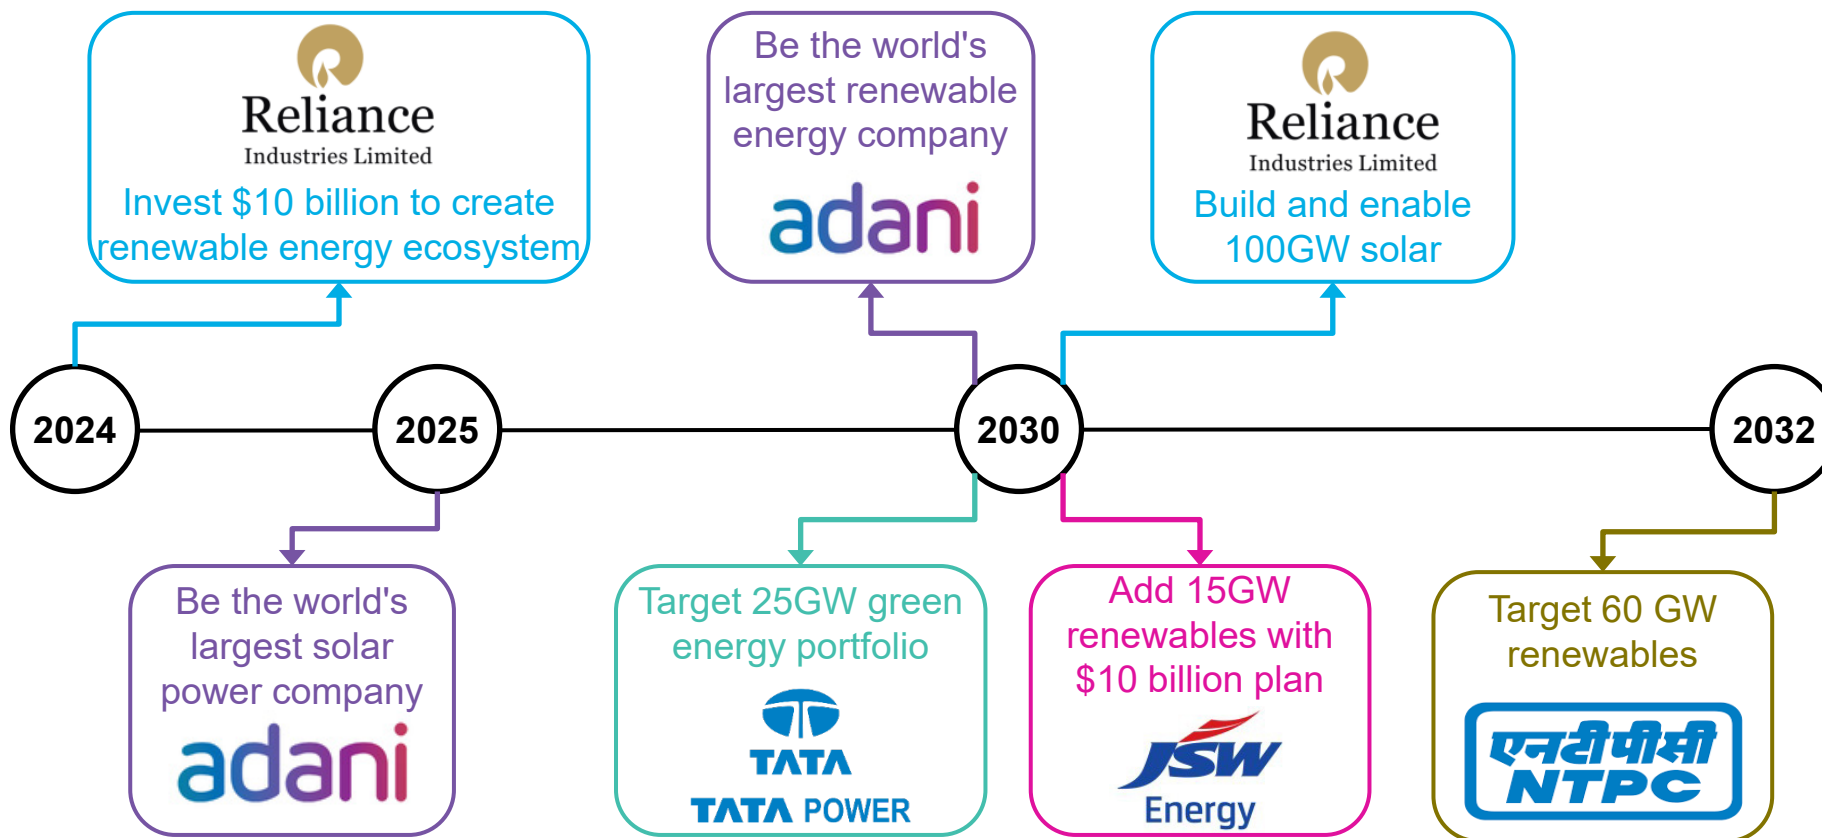 Reliance
Industries Limited
Invest $10 billion to create
renewable energy ecosystem
Be the world's
largest renewable
energy company
adani
Reliance
Industries Limited
Build and enable
100GW solar
2024
2025
2030
2032
Be the world's
largest solar
power company
adani
Target 25GW green
energy portfolio
TATA
TATA POWER
Add 15GW
renewables with
$10 billion plan
JSW
Energy
Target 60 GW
renewables
एनटीपीसी
NTPC